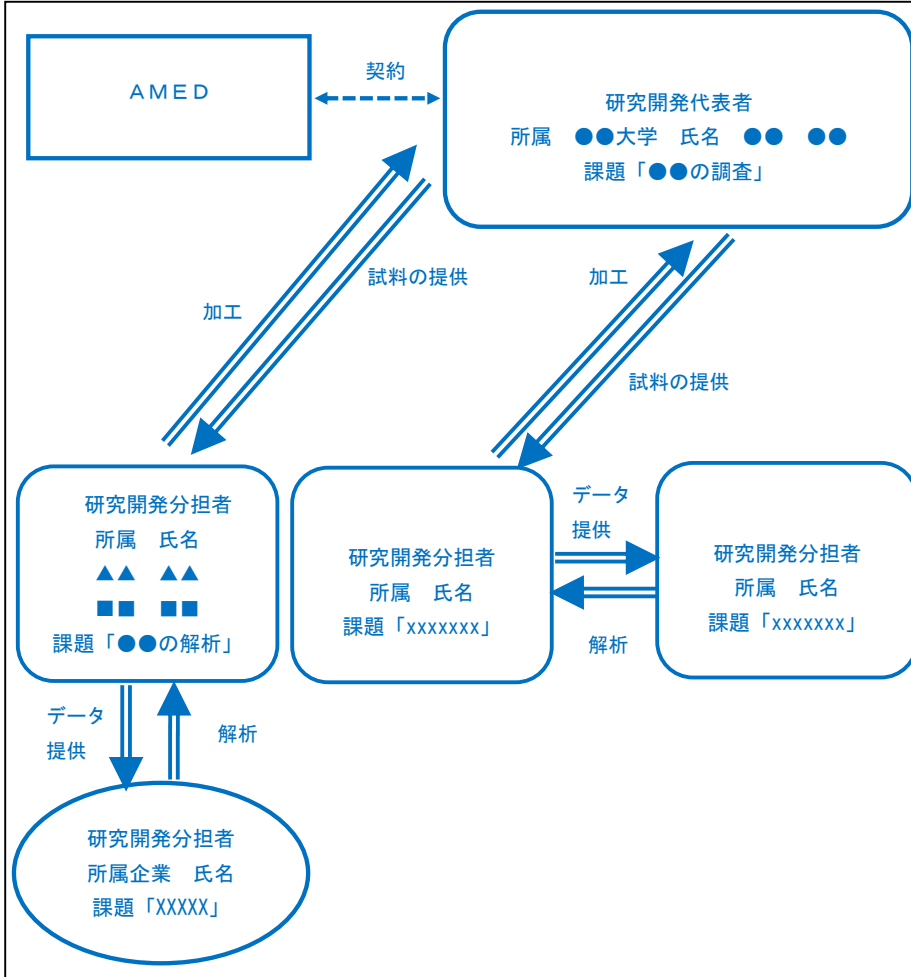 ＡＭＥＤ
契約
研究開発代表者
所属　●●大学　氏名　●●　●●
課題「●●の調査」
加工
試料の提供
加工
試料の提供
研究開発分担者
所属　氏名
▲▲　▲▲
■■　■■
課題「●●の解析」
研究開発分担者
所属　氏名
課題「xxxxxxx」
データ
提供
解析
研究開発分担者
所属　氏名
課題「xxxxxxx」
データ
提供
解析
研究開発分担者
所属企業　氏名
課題「XXXXX」